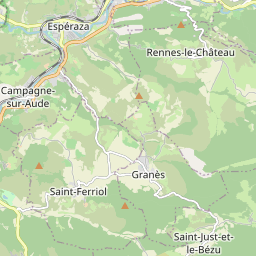 Espéraza
Rennes-le-Château
Campagne-
sur-Aude
Granès
Saint-Ferriol
Saint-Just-et-
le-Bézu